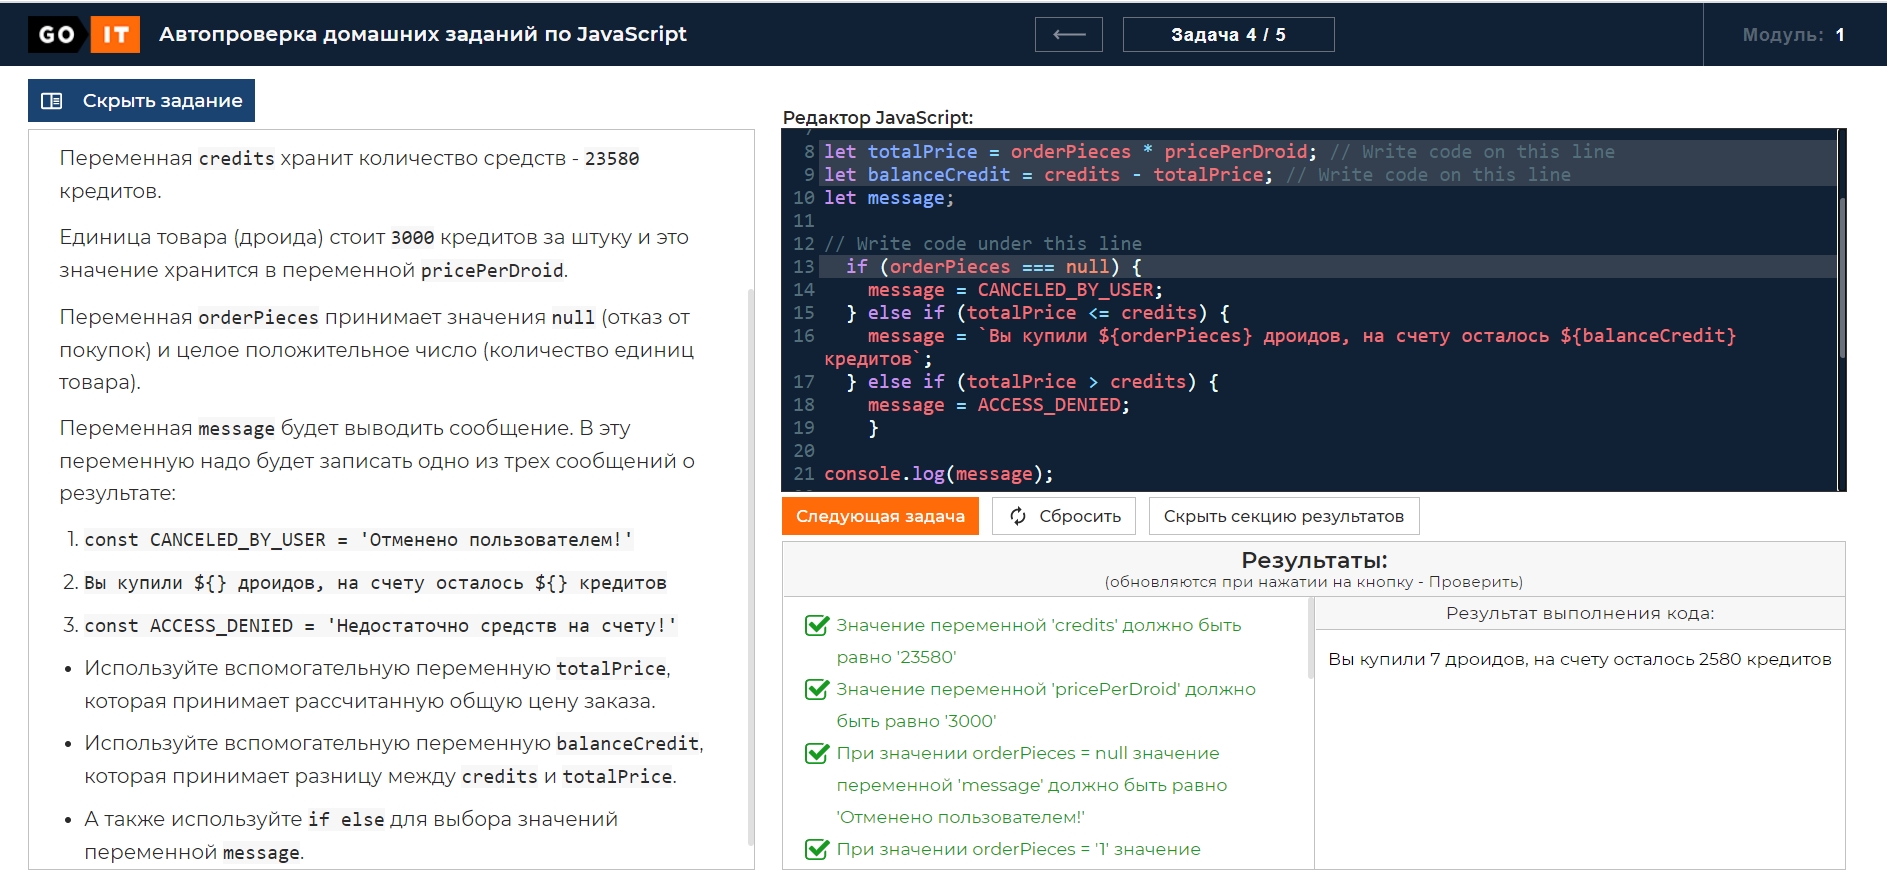 GO IT Автопроверка домашних заданий по JavaScript
Задача 4 / 5
Модуль: 1
Скрыть задание
Переменная credits хранит количество средств - 23580
кредитов.
Единица товара (дроида) стоит 3000 кредитов за штуку и это
значение хранится в переменной pricePerDroid.
Переменная orderPieces принимает значения null (отказ от
покупок) и целое положительное число (количество единиц
товара).
Переменная message будет выводить сообщение. В эту
переменную надо будет записать одно из трех сообщений о
результате:
1. const CANCELED_BY_USER = 'Отменено пользователем!'
2. Вы купили ${} дроидов, на счету осталось ${} кредитов
3. const ACCESS_DENIED = 'Недостаточно средств на счету!'
• Используйте вспомогательную переменную totalPrice,
которая принимает рассчитанную общую цену заказа.
• Используйте вспомогательную переменную balanceCredit,
которая принимает разницу между credits и totalPrice.
• А также используйте if else для выбора значений
переменной message.
Редактор JavaScript:
8 let totalPrice = orderPieces * pricePerDroid; // Write code on this line
9 let balanceCredit = credits - totalPrice; // Write code on this line
10 let message;
11
12 // Write code under this line
13 if (orderPieces === null) {
14 message = CANCELED_BY_USER;
15 } else if (totalPrice <= credits) {
16 message = `Вы купили ${orderPieces} дроидов, на счету осталось ${balanceCredit}
кредитов`;
17 } else if (totalPrice > credits) {
18 message = ACCESS_DENIED;
19 }
20
21 console.log(message);
Следующая задача
Сбросить
Скрыть секцию результатов
Результаты:
(обновляются при нажатии на кнопку - Проверить)
Значение переменной 'credits' должно быть
равно '23580'
Значение переменной 'pricePerDroid' должно
быть равно '3000'
При значении orderPieces = null значение
переменной 'message' должно быть равно
'Отменено пользователем!'
При значении orderPieces = '1' значение
Результат выполнения кода:
Вы купили 7 дроидов, на счету осталось 2580 кредитов